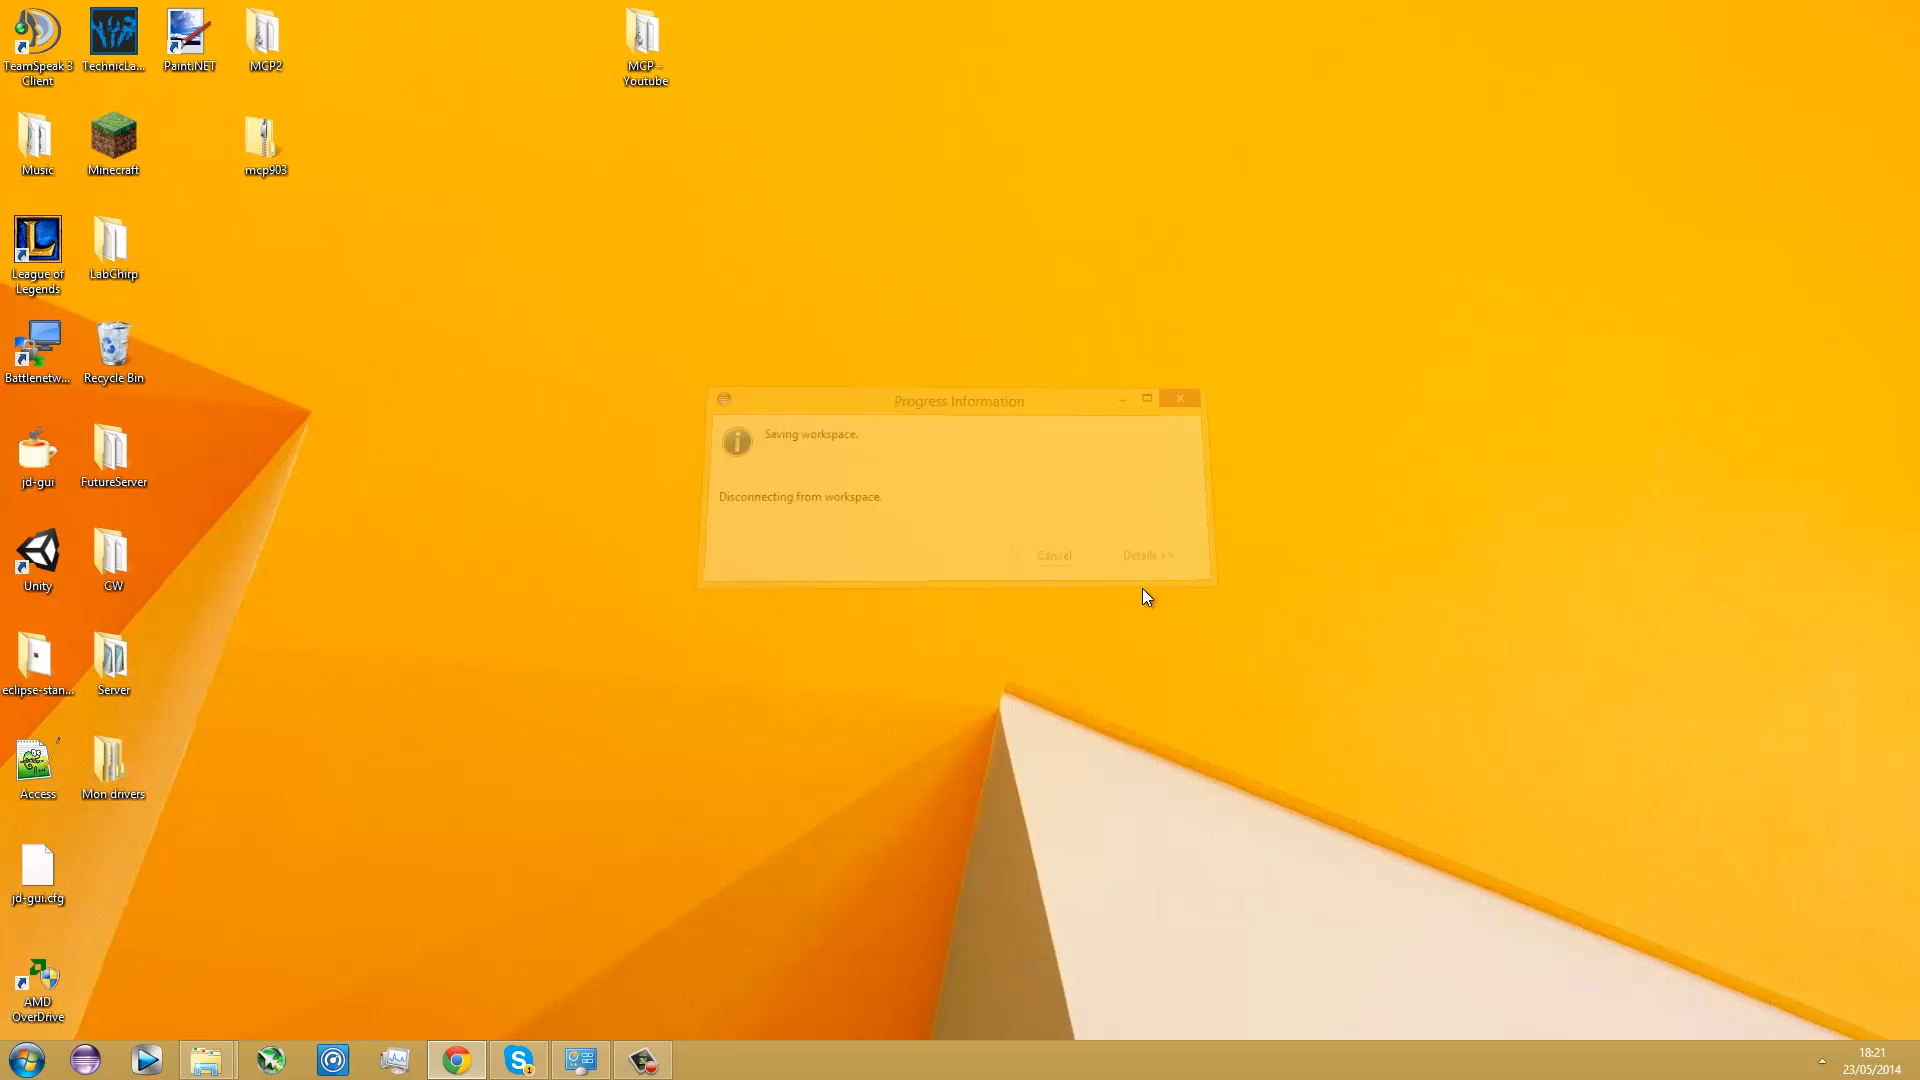 TeamSpeak 3
Client
TechnicLa...
Paint.NET
MCP2
MCP -
Youtube
Music
Minecraft
mcp903
League of
Legends
LabChirp
Battlenetw...
Recycle Bin
Progress Information
Saving workspace.
Disconnecting from workspace.
Cancel
Details >>
jd-gui
FutureServer
Unity
CW
eclipse-stan...
Server
Access
Mon drivers
jd-gui.cfg
AMD
OverDrive
1
18:21
23/05/2014